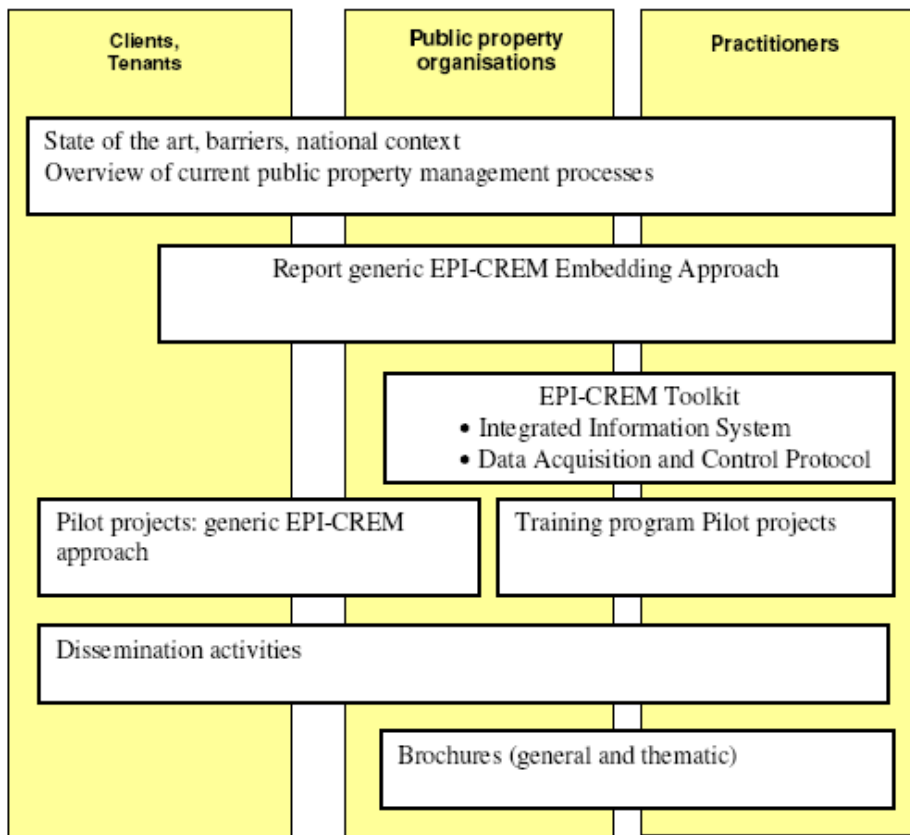 Clients,
Tenants
Public property
organisations
Practitioners
State of the art, barriers, national context
Overview of current public property management processes
Report generic EPI-CREM Embedding Approach
EPI-CREM Toolkit
• Integrated Information System
• Data Acquisition and Control Protocol
Pilot projects: generic EPI-CREM
approach
Training program Pilot projects
Dissemination activities
Brochures (general and thematic)